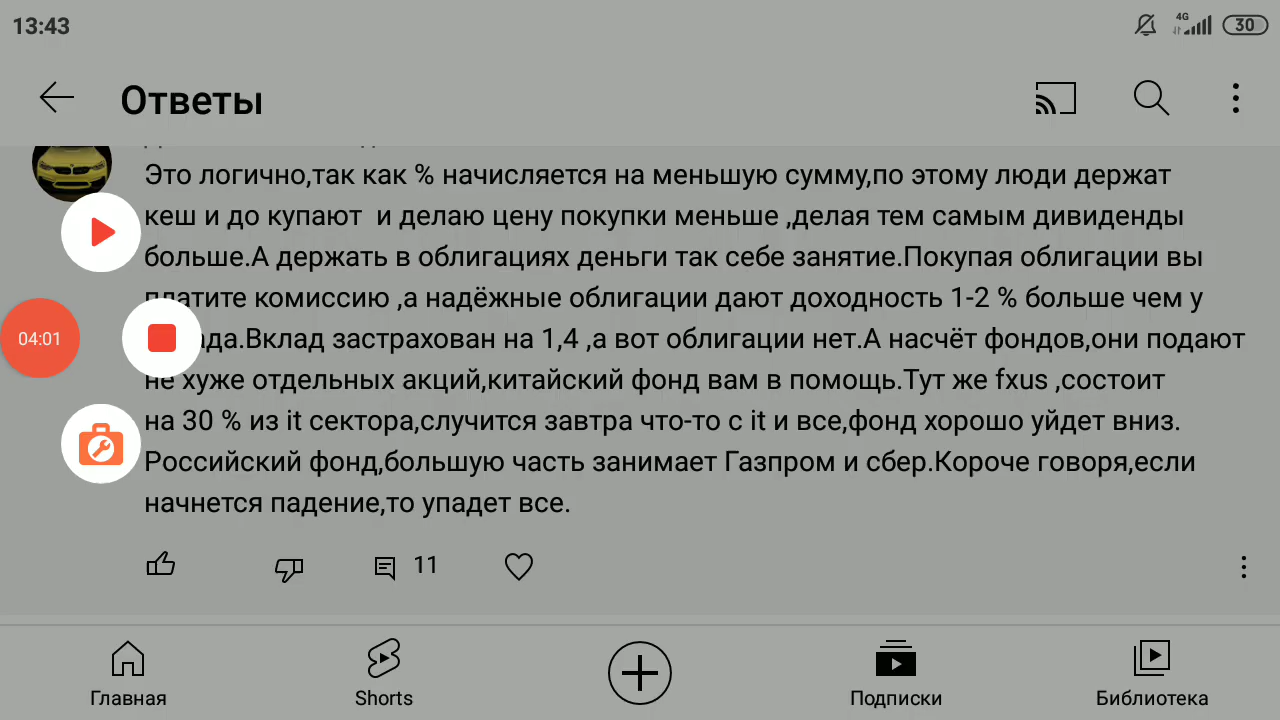 13:43
4G
30
Ответы
Это логично,так как % начисляется на меньшую сумму,по этому люди держат
кеш и до купают  и делаю цену покупки меньше ,делая тем самым дивиденды
больше.А держать в облигациях деньги так себе занятие.Покупая облигации вы
платите комиссию ,а надёжные облигации дают доходность 1-2 % больше чем у
ада.Вклад застрахован на 1,4 ,а вот облигации нет.А насчёт фондов,они подают
04:01
не хуже отдельных акций,китайский фонд вам в помощь.Тут же fxus ,состоит
на 30 % из it сектора,случится завтра что-то с it и все,фонд хорошо уйдет вниз.
Российский фонд,большую часть занимает Газпром и сбер.Короче говоря,если
начнется падение,то упадет все.
11
Главная
Shorts
Подписки
Библиотека